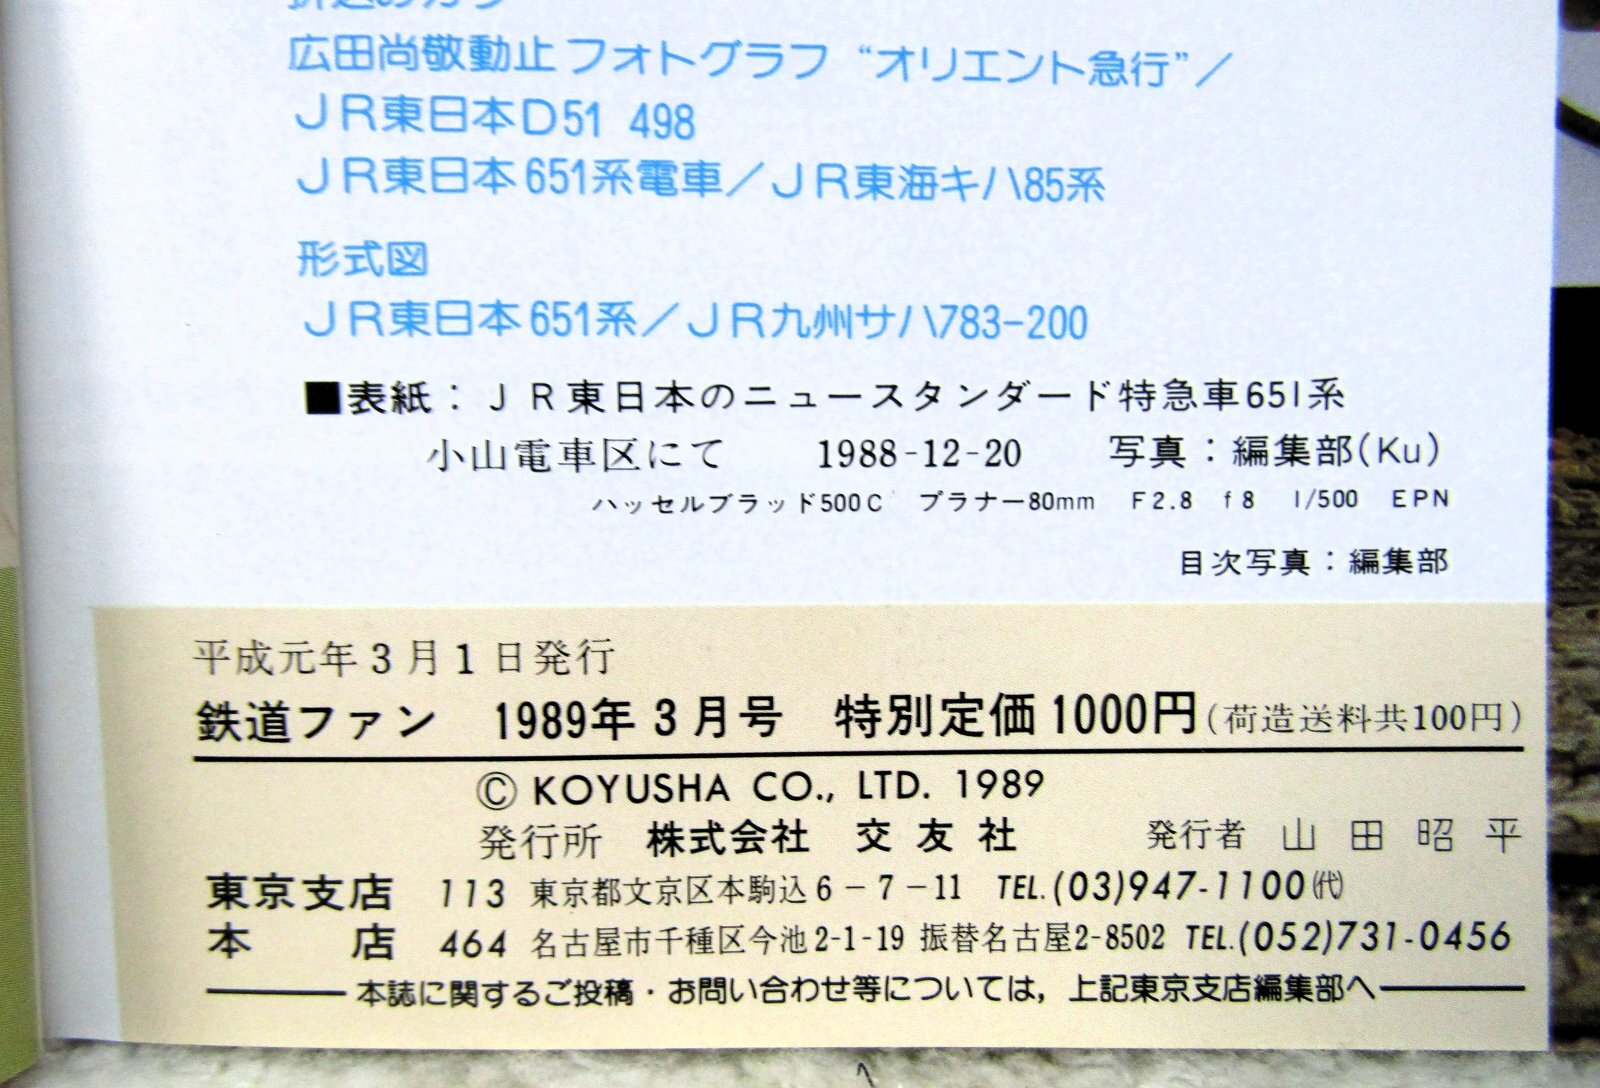 広田尚敬動止フォトグラフ “オリエント急行”／
JR東日本D51 498
JR東日本651系電車／JR東海キハ85系
形式図
JR東日本651系／JR九州サハ783-200
■表紙：JR東日本のニュースタンダード特急車651系
小山電車区にて 1988-12-20 写真：編集部(Ku)
ハッセルブラッド500C プラナー80mm F2.8 f8 1/500 EPN
目次写真：編集部
平成元年3月1日発行
鉄道ファン 1989年3月号 特別定価1000円（荷造送料共100円）
© KOYUSHA CO., LTD. 1989
発行所 株式会社 交友社 発行者 山田昭平
東京支店 113 東京都文京区本駒込6－7－11 TEL.(03)947-1100㈹
本店 464 名古屋市千種区今池2-1-19 振替名古屋2-8502 TEL.(052)731-0456
本誌に関するご投稿・お問い合わせ等については，上記東京支店編集部へ